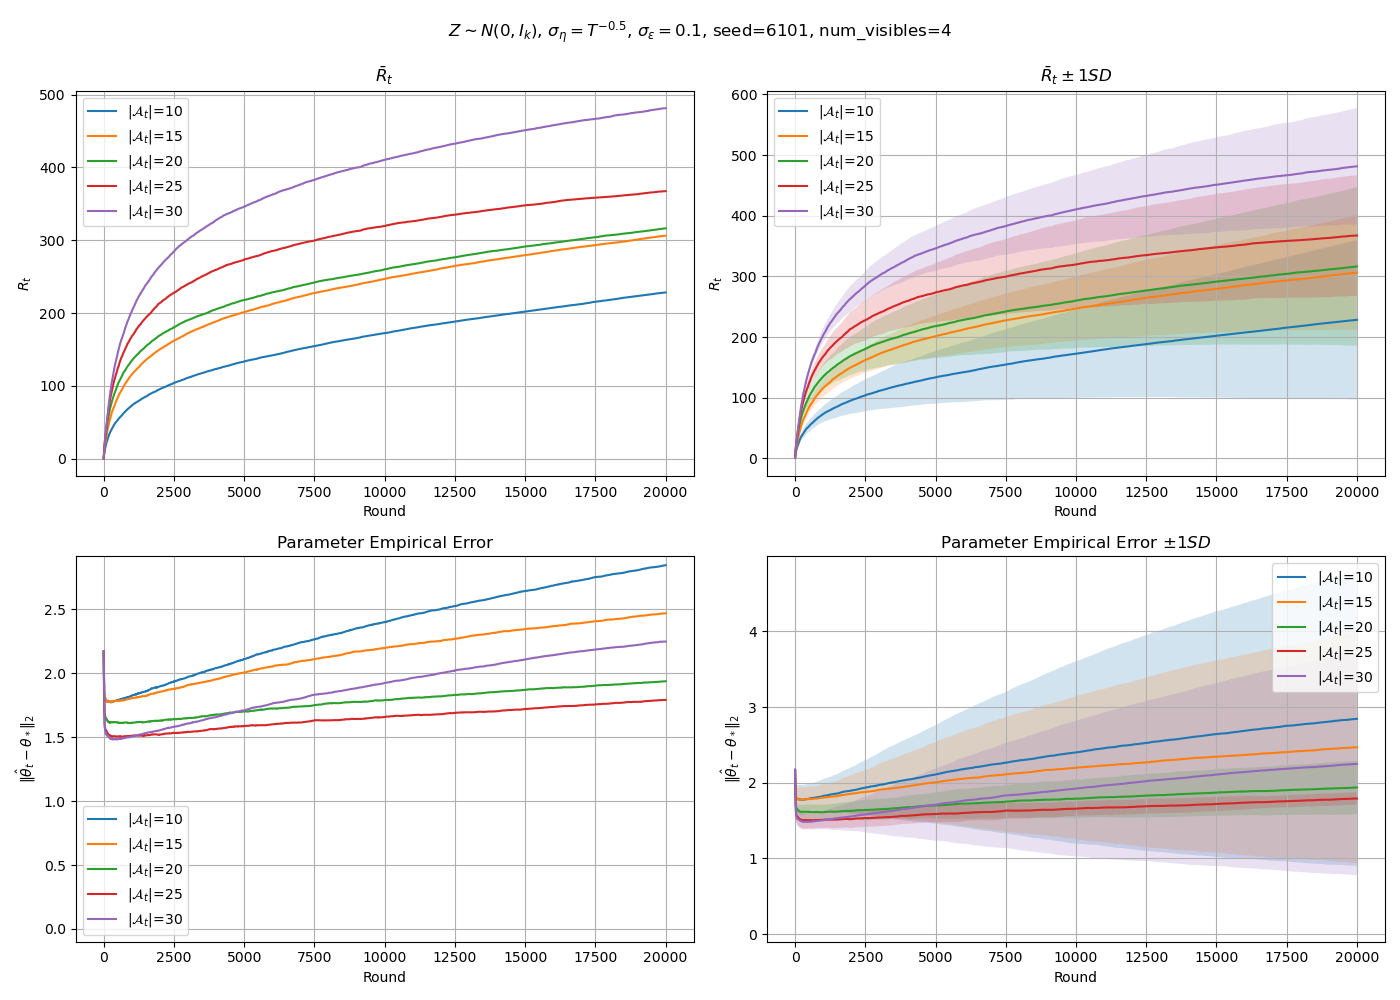 Z ~ N(0, I_k), σ_η = T^{−0.5}, σ_ε = 0.1, seed=6101, num_visibles=4
R̄_t
500
400
300
200
100
0
R_t
|𝒜_t|=10
|𝒜_t|=15
|𝒜_t|=20
|𝒜_t|=25
|𝒜_t|=30
0 2500 5000 7500 10000 12500 15000 17500 20000
Round
R̄_t ± 1SD
600
500
400
300
200
100
0
R_t
|𝒜_t|=10
|𝒜_t|=15
|𝒜_t|=20
|𝒜_t|=25
|𝒜_t|=30
0 2500 5000 7500 10000 12500 15000 17500 20000
Round
Parameter Empirical Error
2.5
2.0
1.5
1.0
0.5
0.0
‖θ̂_t − θ_*‖_2
|𝒜_t|=10
|𝒜_t|=15
|𝒜_t|=20
|𝒜_t|=25
|𝒜_t|=30
0 2500 5000 7500 10000 12500 15000 17500 20000
Round
Parameter Empirical Error ±1SD
4
3
2
1
0
‖θ̂_t − θ_*‖_2
|𝒜_t|=10
|𝒜_t|=15
|𝒜_t|=20
|𝒜_t|=25
|𝒜_t|=30
0 2500 5000 7500 10000 12500 15000 17500 20000
Round